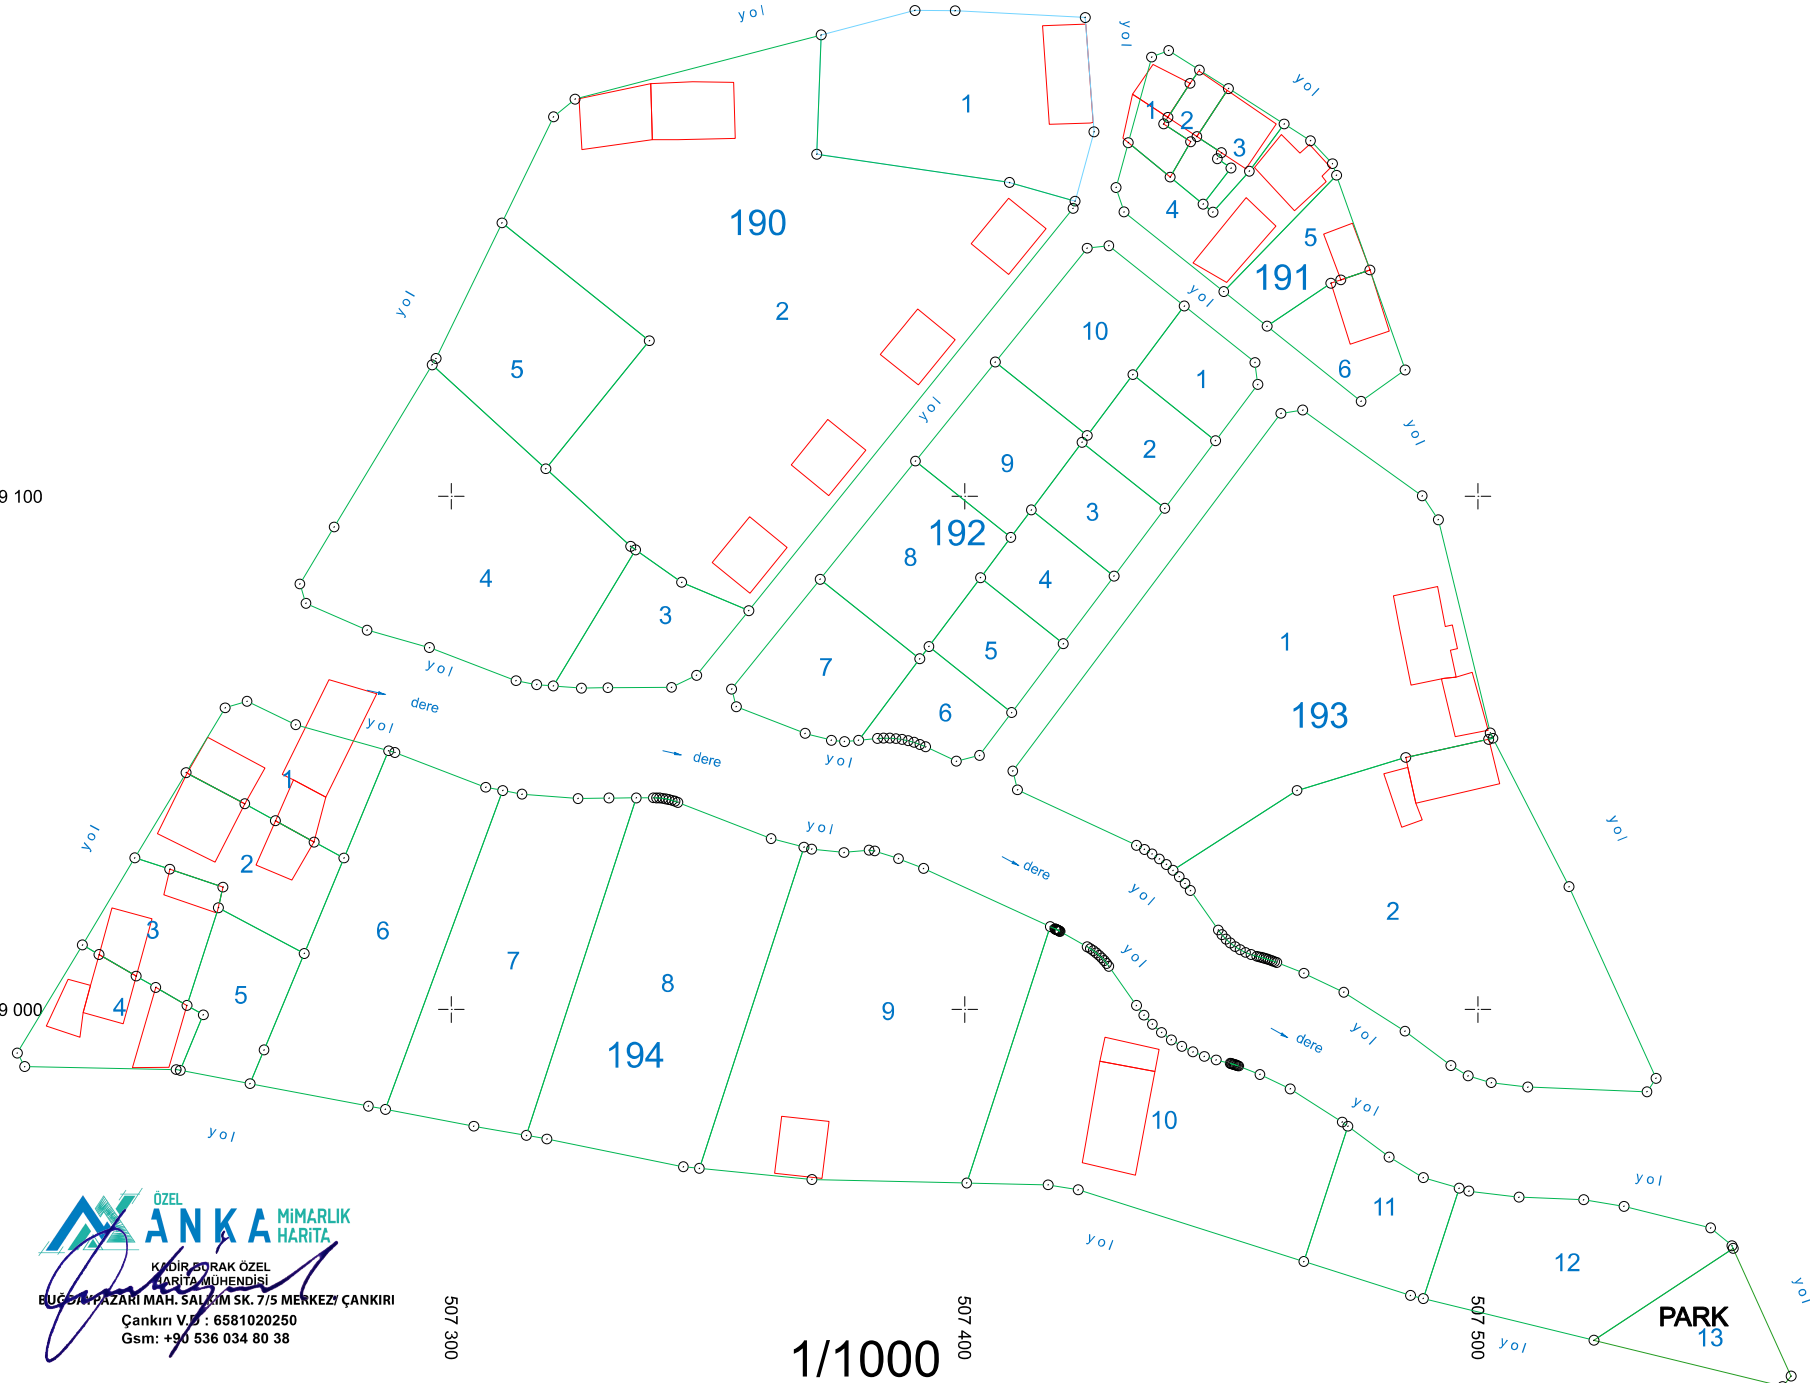 yol
yol
yol
1
1
2
3
190
4
5
191
2
yol
yol
10
6
5
1
yol
yol
2
9
9 100
192
3
8
4
4
3
1
5
7
yol
dere
6
193
yol
dere
yol
1
yol
yol
yol
2
dere
yol
2
3
6
7
yol
5
8
4
9 000
9
194
yol
dere
10
yol
yol
yol
11
yol
12
yol
PARK
13
yol
ÖZEL
ANKA MiMARLIK
HARiTA
KADİR BURAK ÖZEL
HARİTA MÜHENDİSİ
BUĞDAYPAZARI MAH. SALKIM SK. 7/5 MERKEZ/ ÇANKIRI
Çankırı V.D : 6581020250
Gsm: +90 536 034 80 38
507 300
507 400
507 500
1/1000